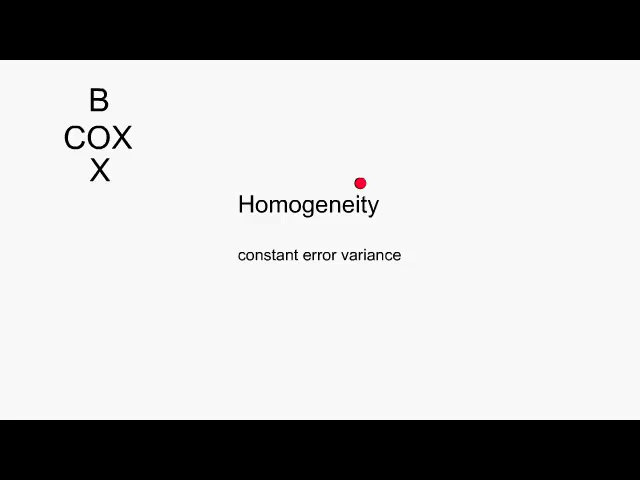 B
COX
X
Homogeneity
constant error variance